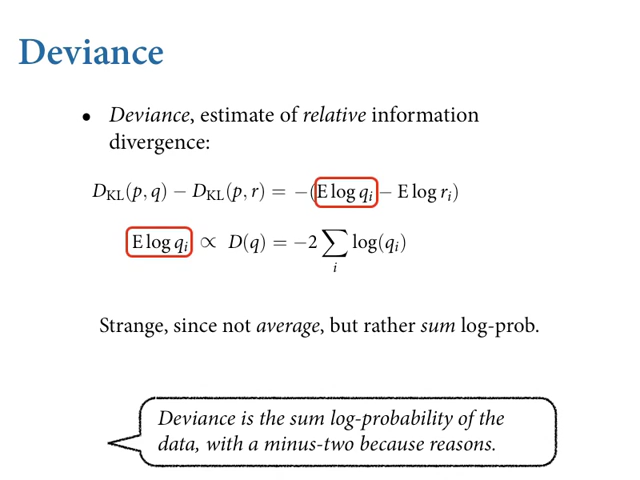 Deviance
• Deviance, estimate of relative information
divergence:
D_KL(p, q) − D_KL(p, r) = −(E log q_i − E log r_i)
E log q_i ∝ D(q) = −2 ∑_i log(q_i)
Strange, since not average, but rather sum log-prob.
Deviance is the sum log-probability of the
data, with a minus-two because reasons.